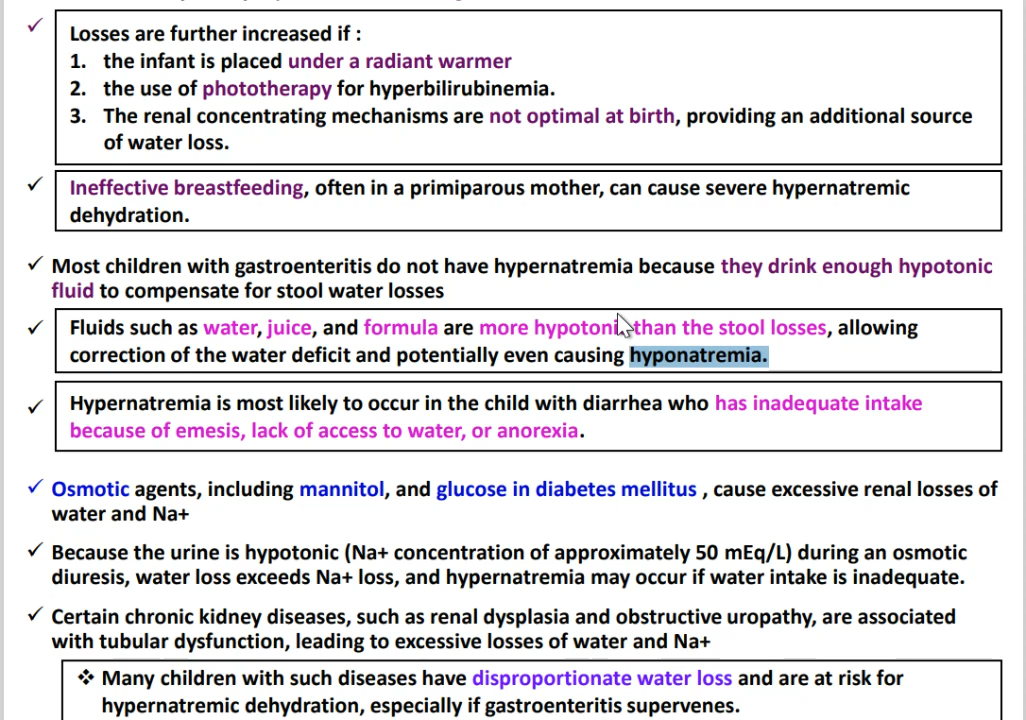 ✓ Losses are further increased if :
1. the infant is placed under a radiant warmer
2. the use of phototherapy for hyperbilirubinemia.
3. The renal concentrating mechanisms are not optimal at birth, providing an additional source
of water loss.
✓ Ineffective breastfeeding, often in a primiparous mother, can cause severe hypernatremic
dehydration.
✓ Most children with gastroenteritis do not have hypernatremia because they drink enough hypotonic
fluid to compensate for stool water losses
✓ Fluids such as water, juice, and formula are more hypotonic than the stool losses, allowing
correction of the water deficit and potentially even causing hyponatremia.
✓ Hypernatremia is most likely to occur in the child with diarrhea who has inadequate intake
because of emesis, lack of access to water, or anorexia.
✓ Osmotic agents, including mannitol, and glucose in diabetes mellitus , cause excessive renal losses of
water and Na+
✓ Because the urine is hypotonic (Na+ concentration of approximately 50 mEq/L) during an osmotic
diuresis, water loss exceeds Na+ loss, and hypernatremia may occur if water intake is inadequate.
✓ Certain chronic kidney diseases, such as renal dysplasia and obstructive uropathy, are associated
with tubular dysfunction, leading to excessive losses of water and Na+
❖ Many children with such diseases have disproportionate water loss and are at risk for
hypernatremic dehydration, especially if gastroenteritis supervenes.